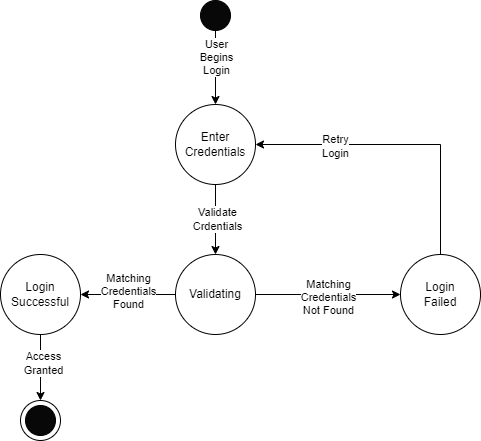 User
Begins
Login
Enter
Credentials
Retry
Login
Validate
Crdentials
Login
Successful
Matching
Credentials
Found
Validating
Matching
Credentials
Not Found
Login
Failed
Access
Granted